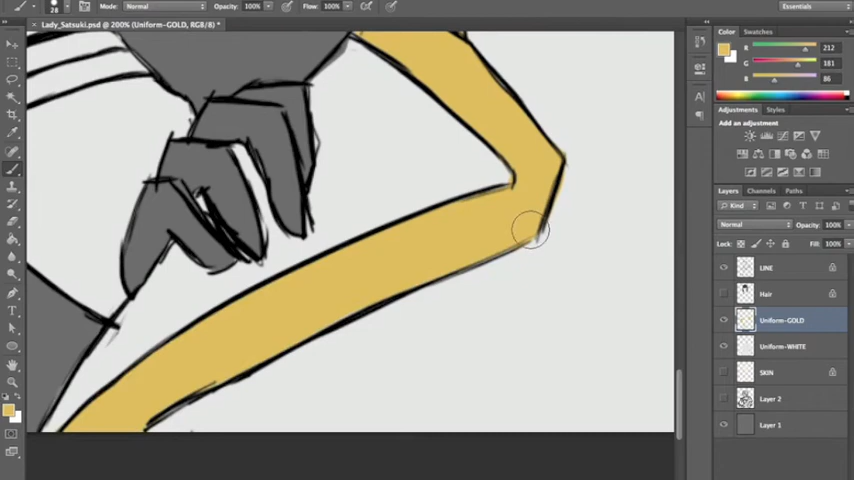 28
Mode: Normal
Opacity: 100%
Flow: 100%
Essentials
× Lady_Satsuki.psd @ 200% (Uniform-GOLD, RGB/8) *
Color Swatches
R 212
G 181
B 86
Adjustments Styles
Add an adjustment
Layers Channels Paths
Kind
Normal Opacity: 100%
Lock: Fill: 100%
LINE
Hair
Uniform-GOLD
Uniform-WHITE
SKIN
Layer 2
Layer 1